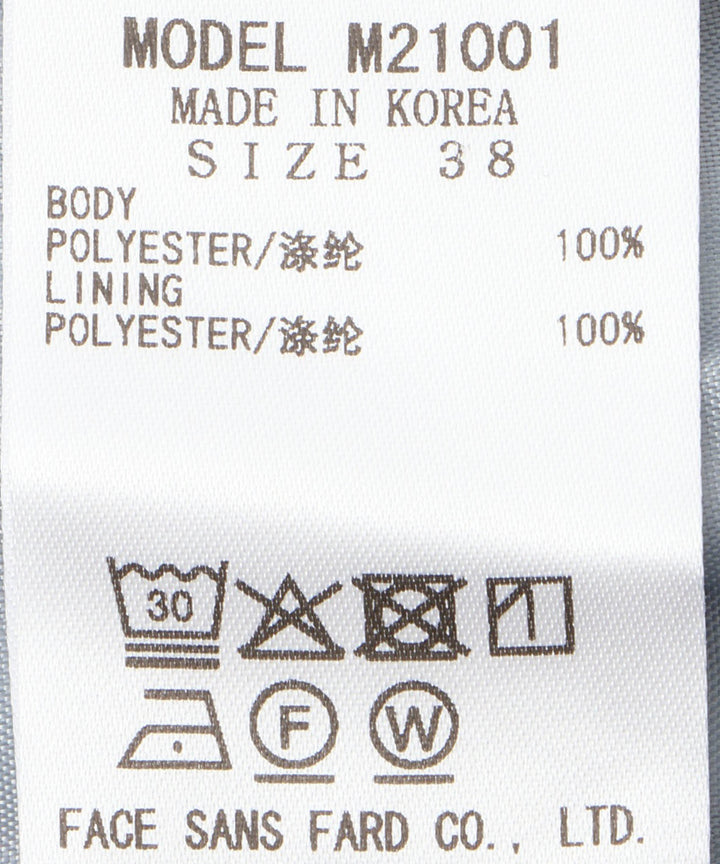 MODEL M21001
MADE IN KOREA
SIZE 38
BODY
POLYESTER/涤纶 100%
LINING
POLYESTER/涤纶 100%
30
F W
FACE SANS FARD CO., LTD.